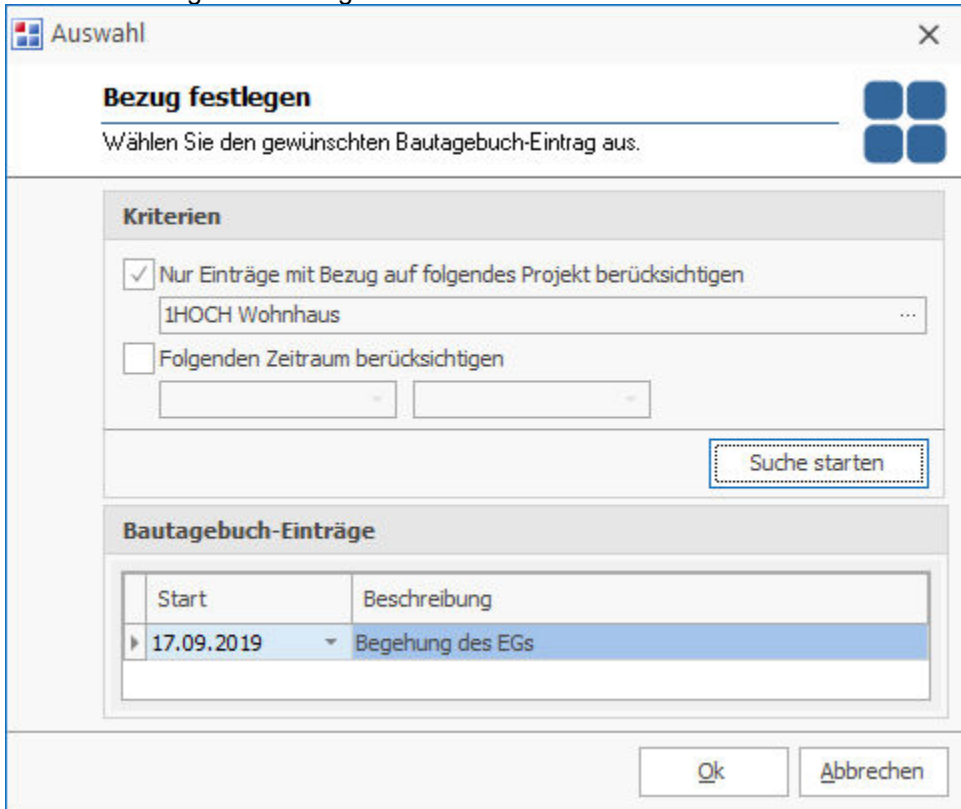 Auswahl
Bezug festlegen
Wählen Sie den gewünschten Bautagebuch-Eintrag aus.
Kriterien
Nur Einträge mit Bezug auf folgendes Projekt berücksichtigen
1HOCH Wohnhaus
...
Folgenden Zeitraum berücksichtigen
Suche starten
Bautagebuch-Einträge
Start Beschreibung
17.09.2019 Begehung des EGs
Ok Abbrechen